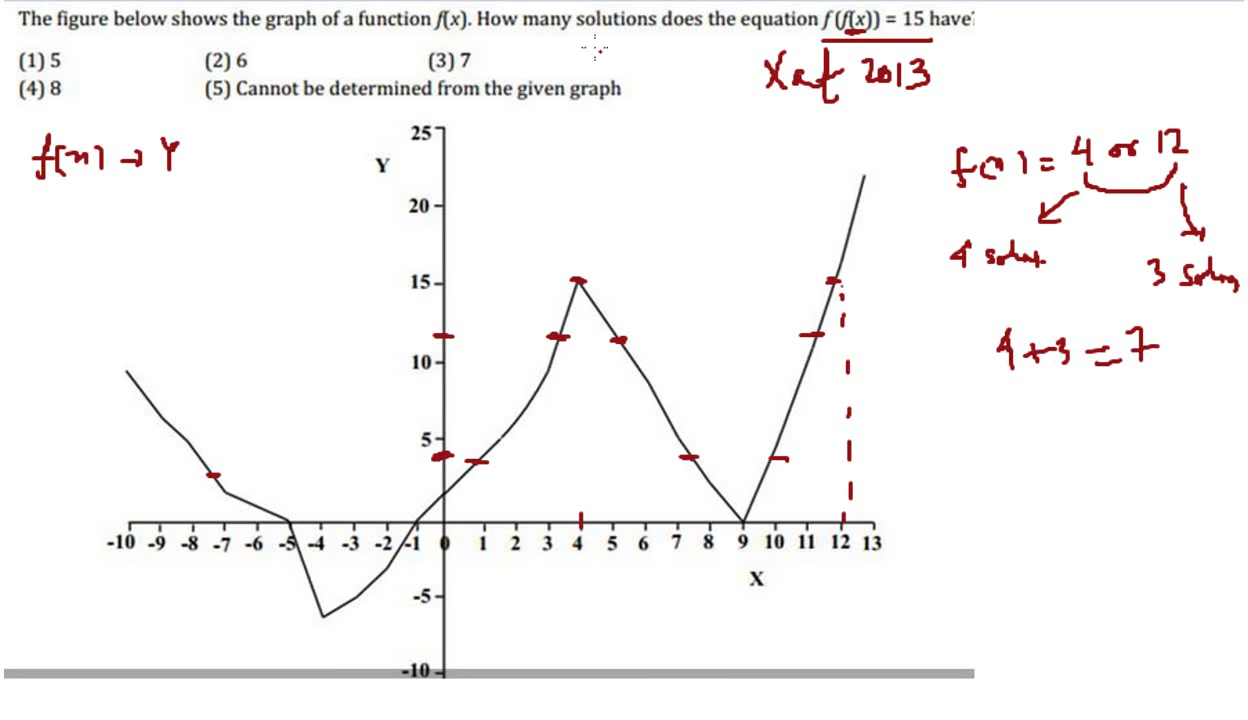 The figure below shows the graph of a function f(x). How many solutions does the equation f (f(x)) = 15 have?
(1) 5 (2) 6 (3) 7
(4) 8 (5) Cannot be determined from the given graph
Xat 2013
f(x) → Y
f(x) = 4 or 12
4 solut.
3 Solns
4+3=7
Y
25
20
15
10
5
-10 -9 -8 -7 -6 -5 -4 -3 -2 -1 0 1 2 3 4 5 6 7 8 9 10 11 12 13
X
-5
-10